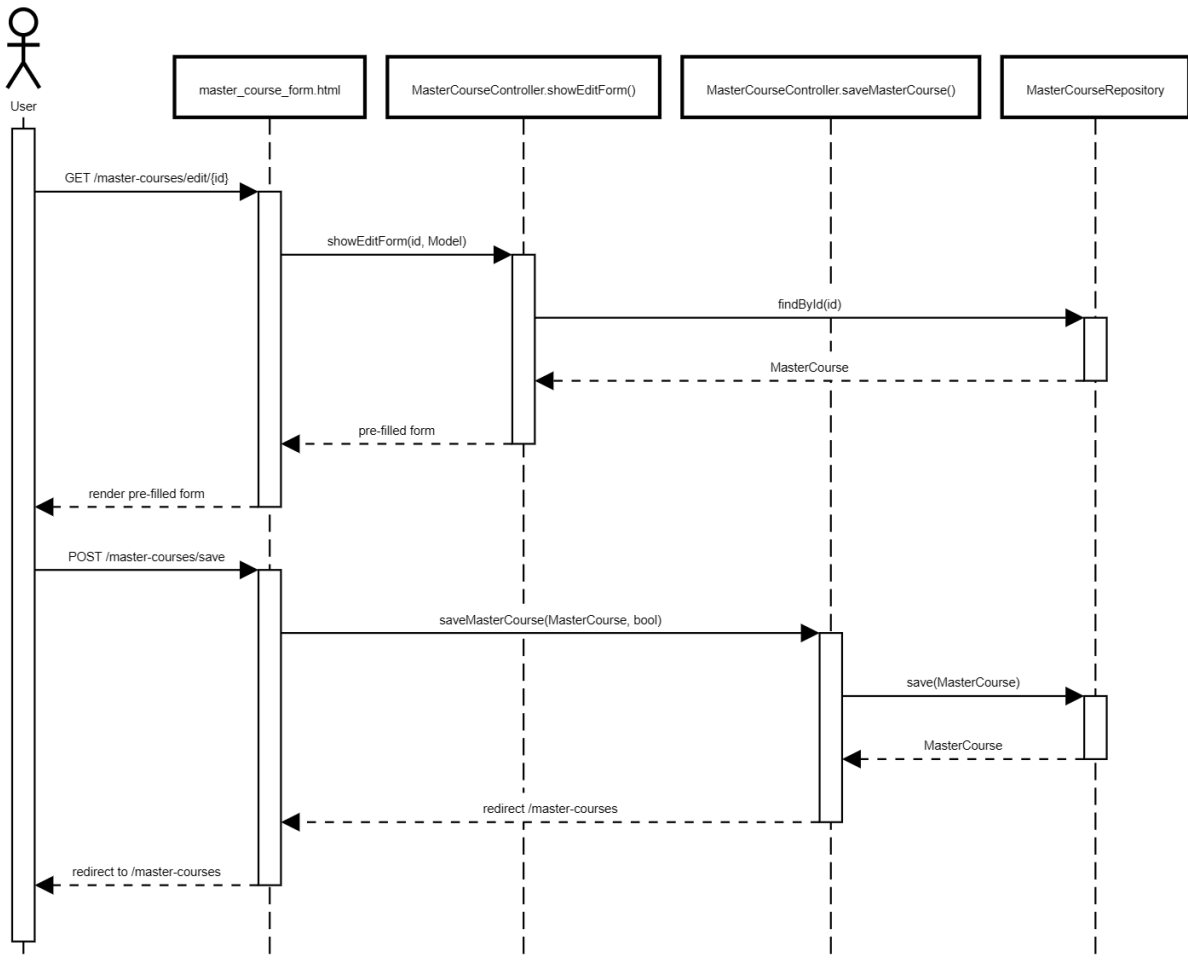 User
master_course_form.html
MasterCourseController.showEditForm()
MasterCourseController.saveMasterCourse()
MasterCourseRepository
GET /master-courses/edit/{id}
showEditForm(id, Model)
findById(id)
MasterCourse
pre-filled form
render pre-filled form
POST /master-courses/save
saveMasterCourse(MasterCourse, bool)
save(MasterCourse)
MasterCourse
redirect /master-courses
redirect to /master-courses